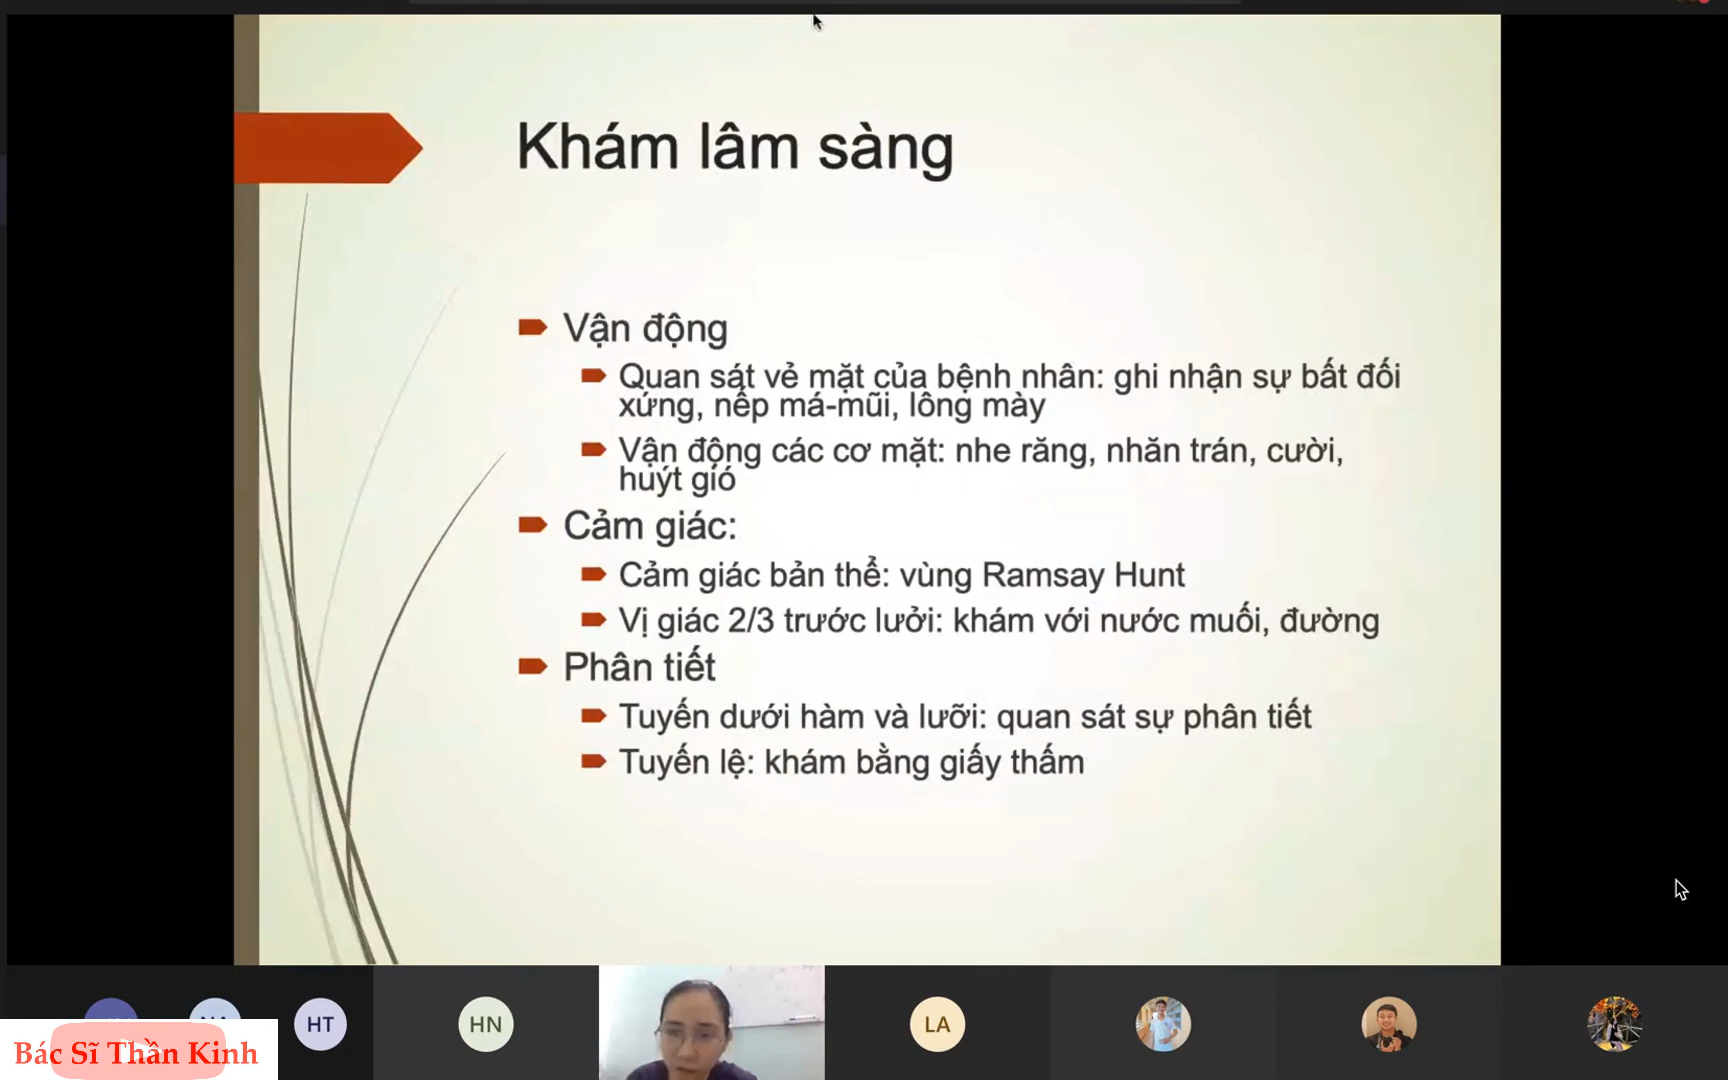 Khám lâm sàng
Vận động
Quan sát vẻ mặt của bệnh nhân: ghi nhận sự bất đối
xứng, nếp má-mũi, lông mày
Vận động các cơ mặt: nhe răng, nhăn trán, cười,
huýt gió
Cảm giác:
Cảm giác bản thể: vùng Ramsay Hunt
Vị giác 2/3 trước lưởi: khám với nước muối, đường
Phân tiết
Tuyến dưới hàm và lưỡi: quan sát sự phân tiết
Tuyến lệ: khám bằng giấy thấm
HT
HN
LA
Bác Sĩ Thần Kinh